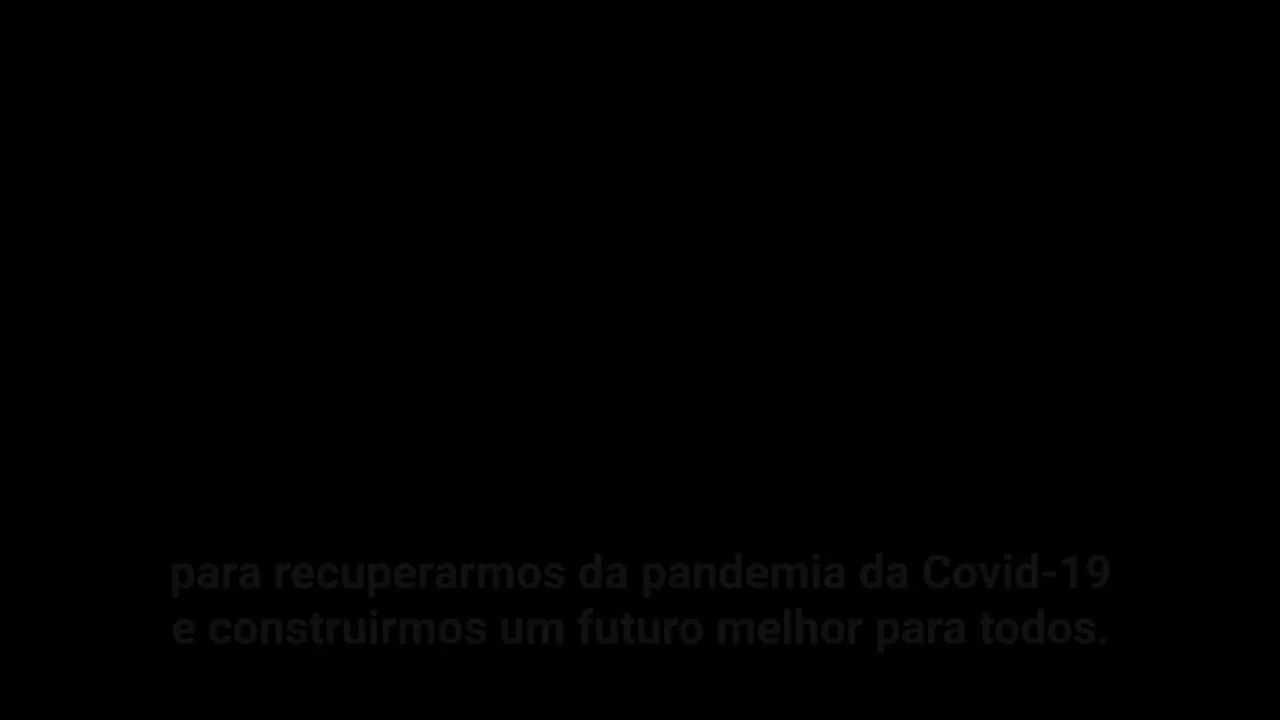 para recuperarmos da pandemia da Covid-19
e construirmos um futuro melhor para todos.